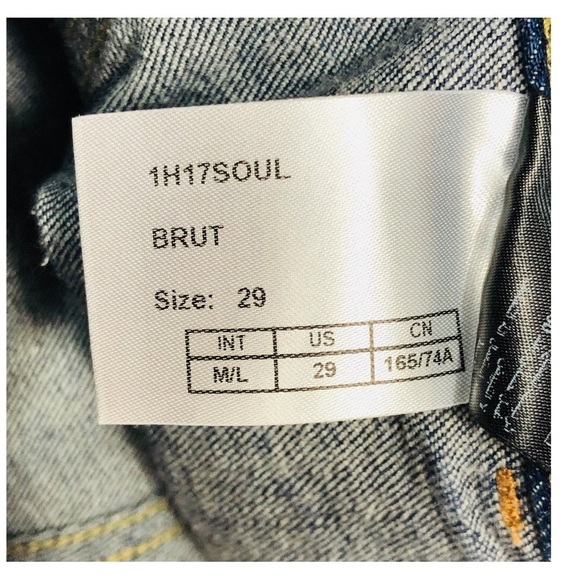 1H17SOUL
BRUT
Size: 29
INT US CN
M/L 29 165/74A